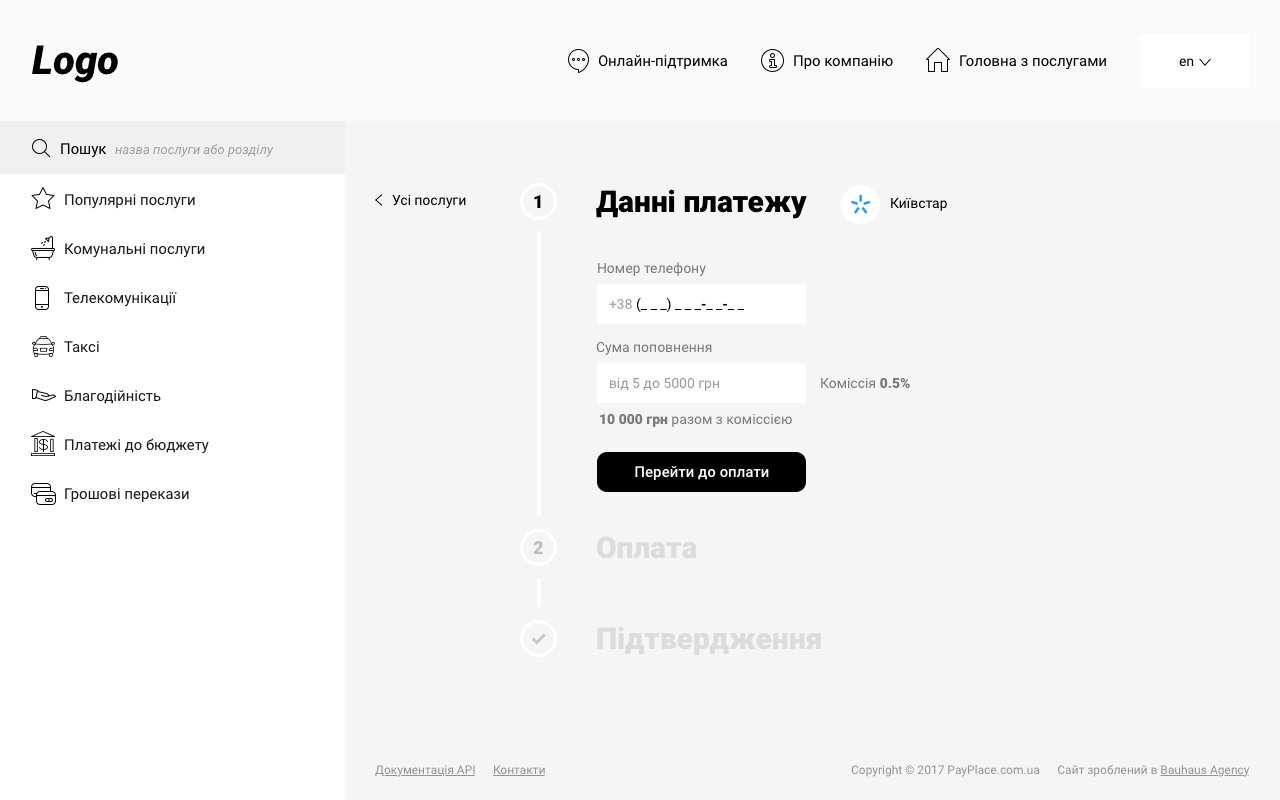 Logo
Онлайн-підтримка
Про компанію
Головна з послугами
en
Пошук назва послуги або розділу
Популярні послуги
Комунальні послуги
Телекомунікації
Таксі
Благодійність
Платежі до бюджету
Грошові перекази
Усі послуги
1
Данні платежу
Київстар
Номер телефону
+38 (_ _ _) _ _ _-_ _-_ _
Сума поповнення
від 5 до 5000 грн
Коміссія 0.5%
10 000 грн разом з коміссією
Перейти до оплати
2
Оплата
Підтвердження
Документація API
Контакти
Copyright © 2017 PayPlace.com.ua
Сайт зроблений в Bauhaus Agency